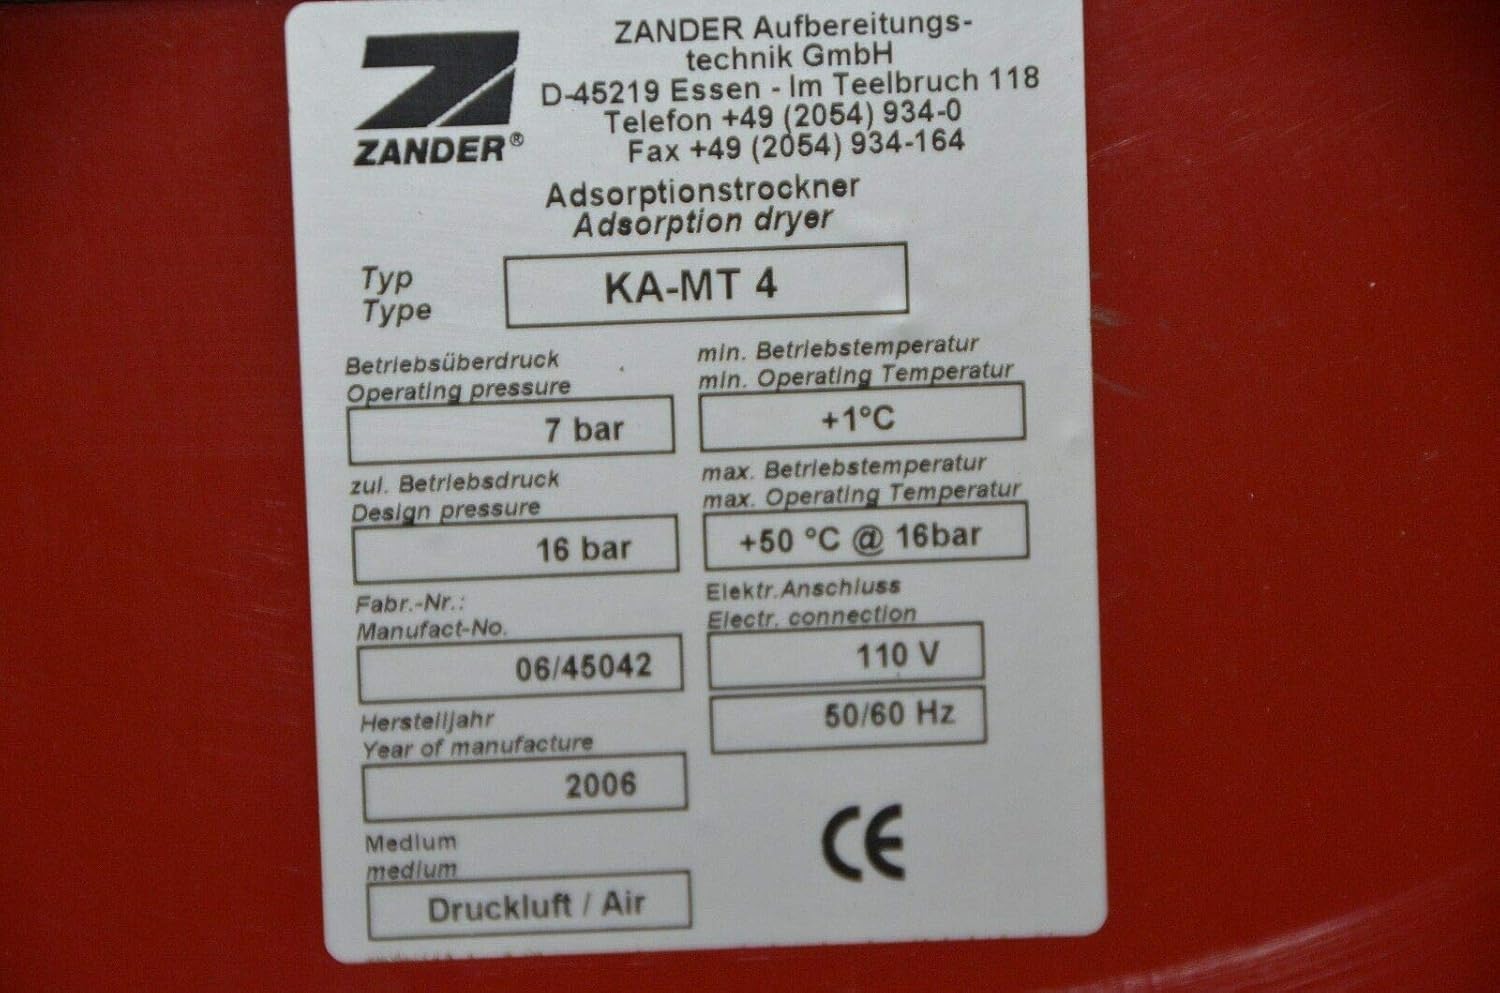 ZANDER®
ZANDER Aufbereitungs-
technik GmbH
D-45219 Essen - Im Teelbruch 118
Telefon +49 (2054) 934-0
Fax +49 (2054) 934-164
Adsorptionstrockner
Adsorption dryer
Typ
Type
KA-MT 4
Betriebsüberdruck
Operating pressure
7 bar
min. Betriebstemperatur
min. Operating Temperatur
+1°C
zul. Betriebsdruck
Design pressure
16 bar
max. Betriebstemperatur
max. Operating Temperatur
+50 °C @ 16bar
Fabr.-Nr.:
Manufact-No.
06/45042
Elektr.Anschluss
Electr. connection
110 V
50/60 Hz
Herstelljahr
Year of manufacture
2006
Medium
medium
Druckluft / Air
CE